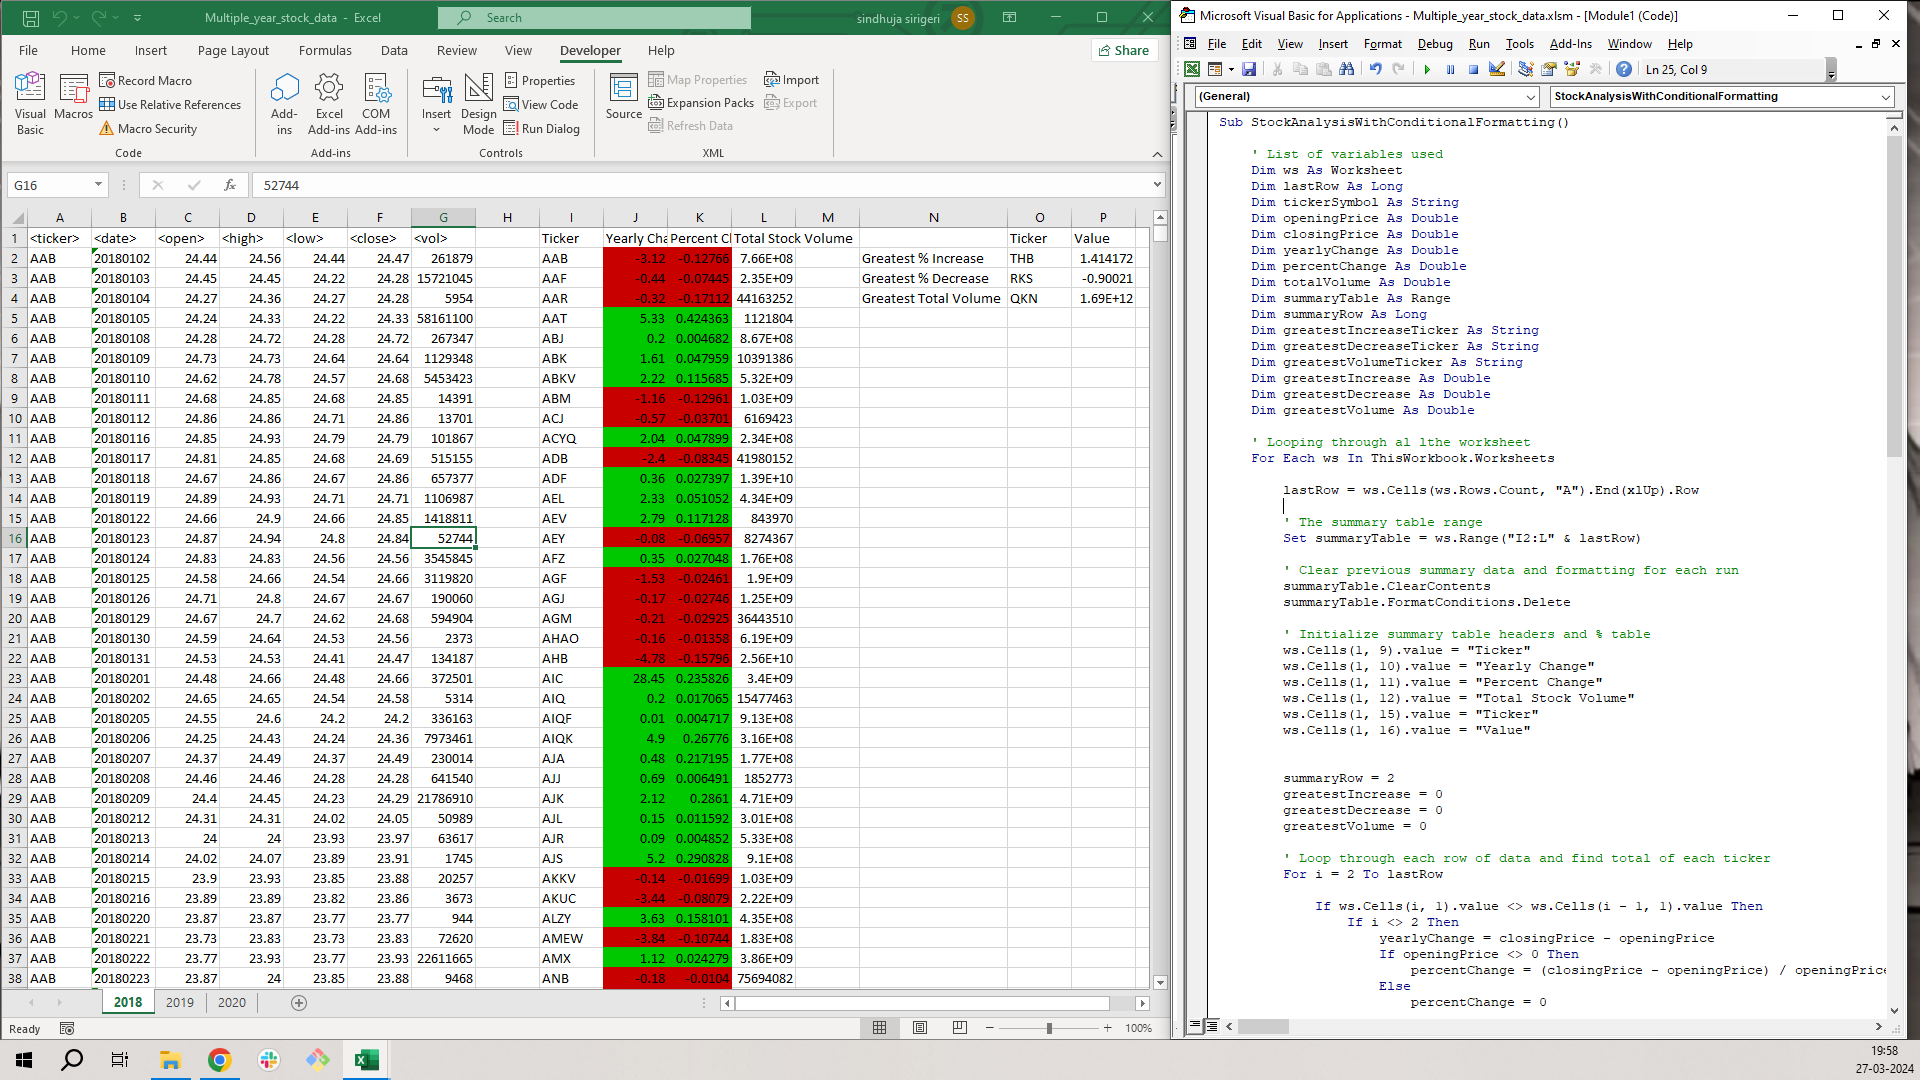 Multiple_year_stock_data - Excel
Search
sindhuja sirigeri SS
File Home Insert Page Layout Formulas Data Review View Developer Help
Share
Visual Basic
Macros
Record Macro
Use Relative References
Macro Security
Code
Add-ins
Excel Add-ins
COM Add-ins
Add-ins
Insert
Design Mode
Properties
View Code
Run Dialog
Controls
Source
Map Properties
Expansion Packs
Refresh Data
Import
Export
XML
G16 fx 52744
A B C D E F G H I J K L M N O P
1 <ticker> <date> <open> <high> <low> <close> <vol> Ticker Yearly Cha Percent Cl Total Stock Volume Ticker Value
2 AAB 20180102 24.44 24.56 24.44 24.47 261879 AAB -3.12 -0.12766 7.66E+08 Greatest % Increase THB 1.414172
3 AAB 20180103 24.45 24.45 24.22 24.28 15721045 AAF -0.44 -0.07445 2.35E+09 Greatest % Decrease RKS -0.90021
4 AAB 20180104 24.27 24.36 24.27 24.28 5954 AAR -0.32 -0.17112 44163252 Greatest Total Volume QKN 1.69E+12
5 AAB 20180105 24.24 24.33 24.22 24.33 58161100 AAT 5.33 0.424363 1121804
6 AAB 20180108 24.28 24.72 24.28 24.72 267347 ABJ 0.2 0.004682 8.67E+08
7 AAB 20180109 24.73 24.73 24.64 24.64 1129348 ABK 1.61 0.047959 10391386
8 AAB 20180110 24.62 24.78 24.57 24.68 5453423 ABKV 2.22 0.115685 5.32E+09
9 AAB 20180111 24.68 24.85 24.68 24.85 14391 ABM -1.16 -0.12961 1.03E+09
10 AAB 20180112 24.86 24.86 24.71 24.86 13701 ACJ -0.57 -0.03701 6169423
11 AAB 20180116 24.85 24.93 24.79 24.79 101867 ACYQ 2.04 0.047899 2.34E+08
12 AAB 20180117 24.81 24.85 24.68 24.69 515155 ADB -2.4 -0.08345 41980152
13 AAB 20180118 24.67 24.86 24.67 24.86 657377 ADF 0.36 0.027397 1.39E+10
14 AAB 20180119 24.89 24.93 24.71 24.71 1106987 AEL 2.33 0.051052 4.34E+09
15 AAB 20180122 24.66 24.9 24.66 24.85 1418811 AEV 2.79 0.117128 843970
16 AAB 20180123 24.87 24.94 24.8 24.84 52744 AEY -0.08 -0.06957 8274367
17 AAB 20180124 24.83 24.83 24.56 24.56 3545845 AFZ 0.35 0.027048 1.76E+08
18 AAB 20180125 24.58 24.66 24.54 24.66 3119820 AGF -1.53 -0.02461 1.9E+09
19 AAB 20180126 24.71 24.8 24.67 24.67 190060 AGJ -0.17 -0.02746 1.25E+09
20 AAB 20180129 24.67 24.7 24.62 24.68 594904 AGM -0.21 -0.02925 36443510
21 AAB 20180130 24.59 24.64 24.53 24.56 2373 AHAO -0.16 -0.01358 6.19E+09
22 AAB 20180131 24.53 24.53 24.41 24.47 134187 AHB -4.78 -0.15796 2.56E+10
23 AAB 20180201 24.48 24.66 24.48 24.66 372501 AIC 28.45 0.235826 3.4E+09
24 AAB 20180202 24.65 24.65 24.54 24.58 5314 AIQ 0.2 0.017065 15477463
25 AAB 20180205 24.55 24.6 24.2 24.2 336163 AIQF 0.01 0.004717 9.13E+08
26 AAB 20180206 24.25 24.43 24.24 24.36 7973461 AIQK 4.9 0.26776 3.16E+08
27 AAB 20180207 24.37 24.49 24.37 24.49 230014 AJA 0.48 0.217195 1.77E+08
28 AAB 20180208 24.46 24.46 24.28 24.28 641540 AJJ 0.69 0.006491 1852773
29 AAB 20180209 24.4 24.45 24.23 24.29 21786910 AJK 2.12 0.2861 4.71E+09
30 AAB 20180212 24.31 24.31 24.02 24.05 50989 AJL 0.15 0.011592 3.01E+08
31 AAB 20180213 24 24 23.93 23.97 63617 AJR 0.09 0.004852 5.33E+08
32 AAB 20180214 24.02 24.07 23.89 23.91 1745 AJS 5.2 0.290828 9.1E+08
33 AAB 20180215 23.9 23.93 23.85 23.88 20257 AKKV -0.14 -0.01699 1.03E+09
34 AAB 20180216 23.89 23.89 23.82 23.86 3673 AKUC -3.44 -0.08079 2.22E+09
35 AAB 20180220 23.87 23.87 23.77 23.77 944 ALZY 3.63 0.158101 4.35E+08
36 AAB 20180221 23.73 23.83 23.73 23.83 72620 AMEW -3.84 -0.10744 1.83E+08
37 AAB 20180222 23.77 23.93 23.77 23.93 22611665 AMX 1.12 0.024279 3.86E+09
38 AAB 20180223 23.87 24 23.85 23.88 9468 ANB -0.18 -0.0104 75694082
2018 2019 2020
Ready
100%
Microsoft Visual Basic for Applications - Multiple_year_stock_data.xlsm - [Module1 (Code)]
File Edit View Insert Format Debug Run Tools Add-Ins Window Help
Ln 25, Col 9
(General) StockAnalysisWithConditionalFormatting
Sub StockAnalysisWithConditionalFormatting()
' List of variables used
Dim ws As Worksheet
Dim lastRow As Long
Dim tickerSymbol As String
Dim openingPrice As Double
Dim closingPrice As Double
Dim yearlyChange As Double
Dim percentChange As Double
Dim totalVolume As Double
Dim summaryTable As Range
Dim summaryRow As Long
Dim greatestIncreaseTicker As String
Dim greatestDecreaseTicker As String
Dim greatestVolumeTicker As String
Dim greatestIncrease As Double
Dim greatestDecrease As Double
Dim greatestVolume As Double
' Looping through al lthe worksheet
For Each ws In ThisWorkbook.Worksheets
lastRow = ws.Cells(ws.Rows.Count, "A").End(xlUp).Row
' The summary table range
Set summaryTable = ws.Range("I2:L" & lastRow)
' Clear previous summary data and formatting for each run
summaryTable.ClearContents
summaryTable.FormatConditions.Delete
' Initialize summary table headers and % table
ws.Cells(1, 9).value = "Ticker"
ws.Cells(1, 10).value = "Yearly Change"
ws.Cells(1, 11).value = "Percent Change"
ws.Cells(1, 12).value = "Total Stock Volume"
ws.Cells(1, 15).value = "Ticker"
ws.Cells(1, 16).value = "Value"
summaryRow = 2
greatestIncrease = 0
greatestDecrease = 0
greatestVolume = 0
' Loop through each row of data and find total of each ticker
For i = 2 To lastRow
If ws.Cells(i, 1).value <> ws.Cells(i - 1, 1).value Then
If i <> 2 Then
yearlyChange = closingPrice - openingPrice
If openingPrice <> 0 Then
percentChange = (closingPrice - openingPrice) / openingPrice
Else
percentChange = 0
19:58
27-03-2024